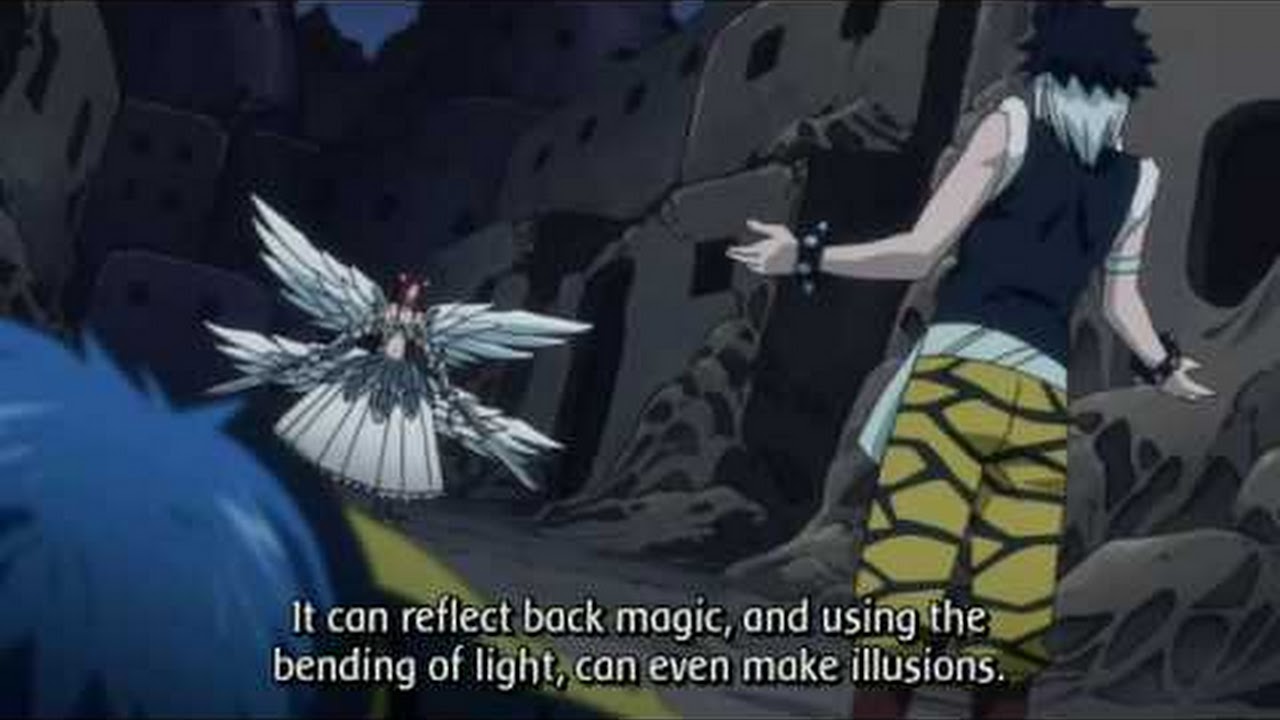 It can reflect back magic, and using the
bending of light, can even make illusions.